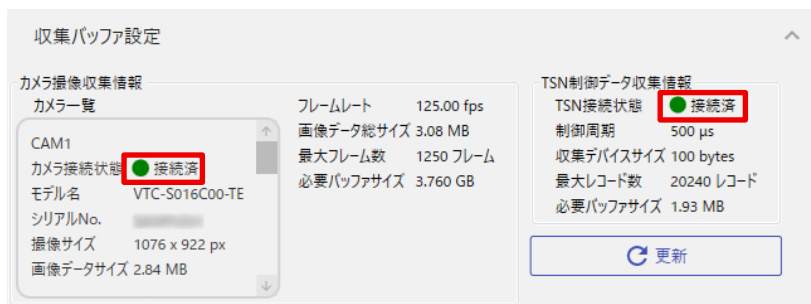 収集バッファ設定
カメラ撮像収集情報
カメラ一覧
CAM1
カメラ接続状態 接続済
モデル名 VTC-S016C00-TE
シリアルNo.
撮像サイズ 1076 x 922 px
画像データサイズ 2.84 MB
フレームレート 125.00 fps
画像データ総サイズ 3.08 MB
最大フレーム数 1250 フレーム
必要バッファサイズ 3.760 GB
TSN制御データ収集情報
TSN接続状態 接続済
制御周期 500 µs
収集デバイスサイズ 100 bytes
最大レコード数 20240 レコード
必要バッファサイズ 1.93 MB
更新